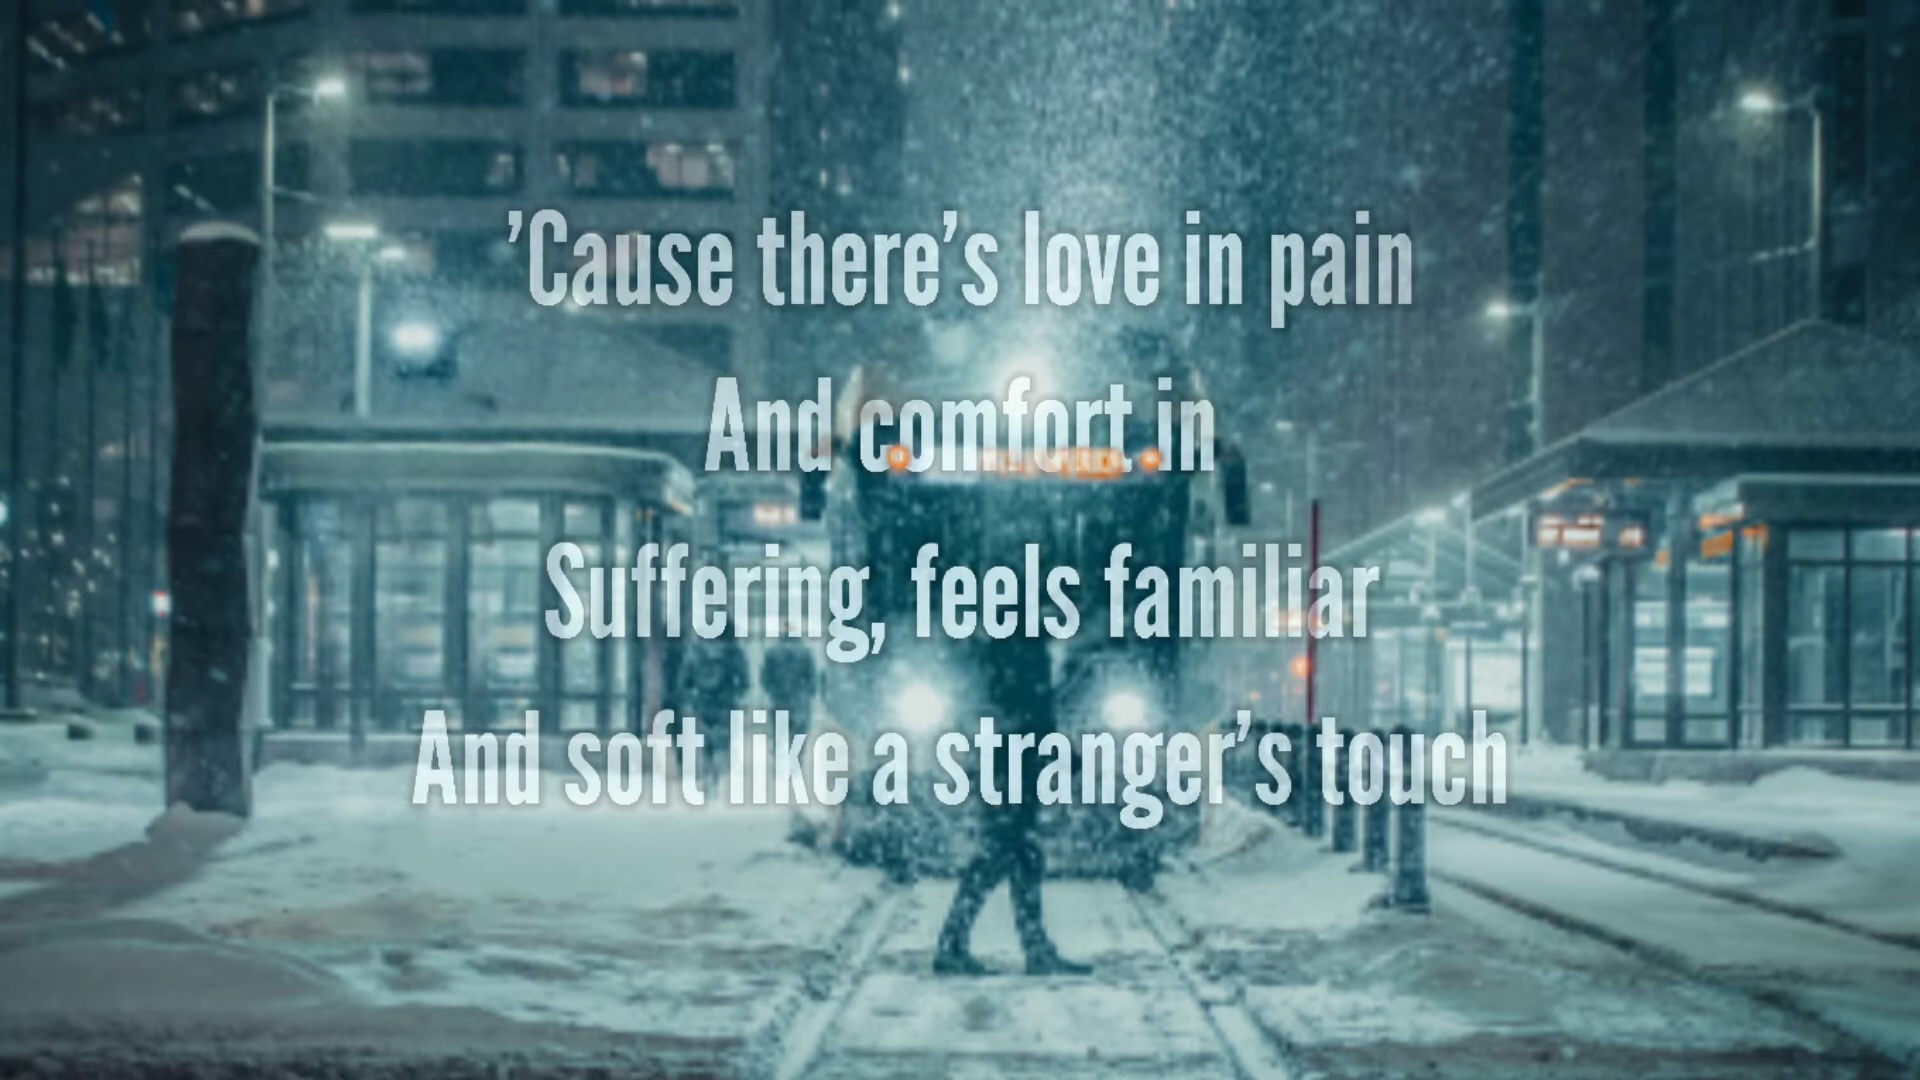 ’Cause there’s love in pain
And comfort in
Suffering, feels familiar
And soft like a stranger’s touch